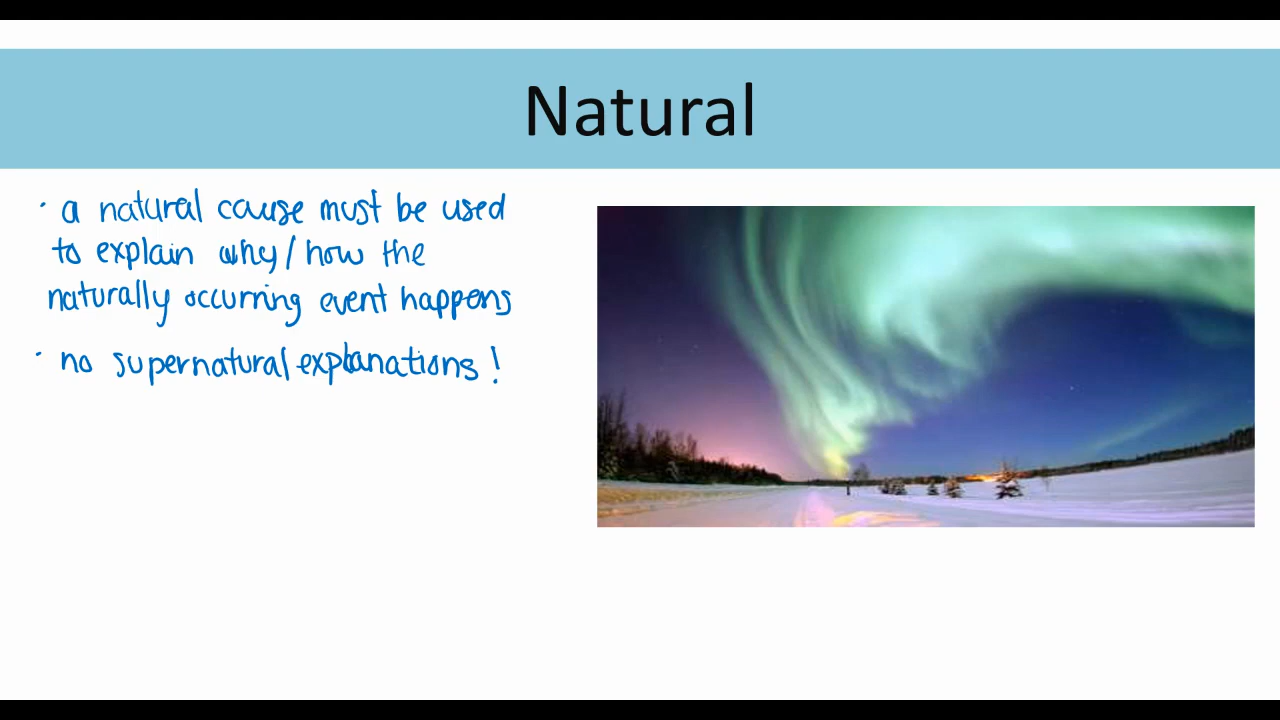 Natural
· a natural cause must be used
to explain why/how the
naturally occurring event happens
· no supernatural explanations!